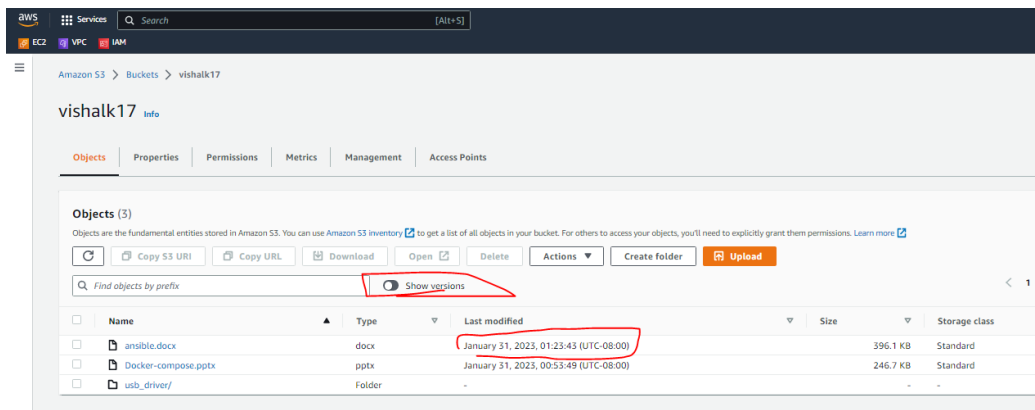 aws Services Search [Alt+S]
EC2 VPC IAM
Amazon S3 > Buckets > vishalk17
vishalk17 Info
Objects Properties Permissions Metrics Management Access Points
Objects (3)
Objects are the fundamental entities stored in Amazon S3. You can use Amazon S3 inventory to get a list of all objects in your bucket. For others to access your objects, you'll need to explicitly grant them permissions. Learn more
Copy S3 URI Copy URL Download Open Delete Actions Create folder Upload
Find objects by prefix Show versions < 1
Name Type Last modified Size Storage class
ansible.docx docx January 31, 2023, 01:23:43 (UTC-08:00) 396.1 KB Standard
Docker-compose.pptx pptx January 31, 2023, 00:53:49 (UTC-08:00) 246.7 KB Standard
usb_driver/ Folder - - -